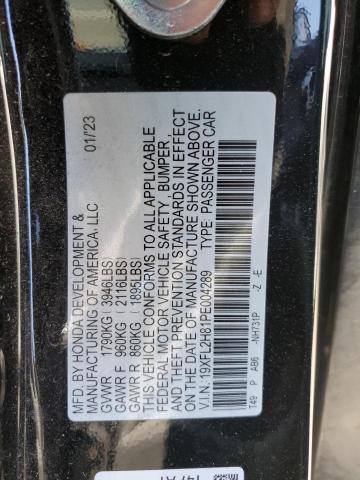 MFD. BY HONDA DEVELOPMENT &
MANUFACTURING OF AMERICA, LLC 01/'23
GVWR 1790KG (3946LBS)
GAWR F 960KG (2116LBS)
GAWR R 860KG (1895LBS)
THIS VEHICLE CONFORMS TO ALL APPLICABLE
FEDERAL MOTOR VEHICLE SAFETY, BUMPER
AND THEFT PREVENTION STANDARDS IN EFFECT
ON THE DATE OF MANUFACTURE SHOWN ABOVE.
V.I.N: 19XFL2H81PE004289 TYPE: PASSENGER CAR
T49 P AB6 -NH731P -Z -E